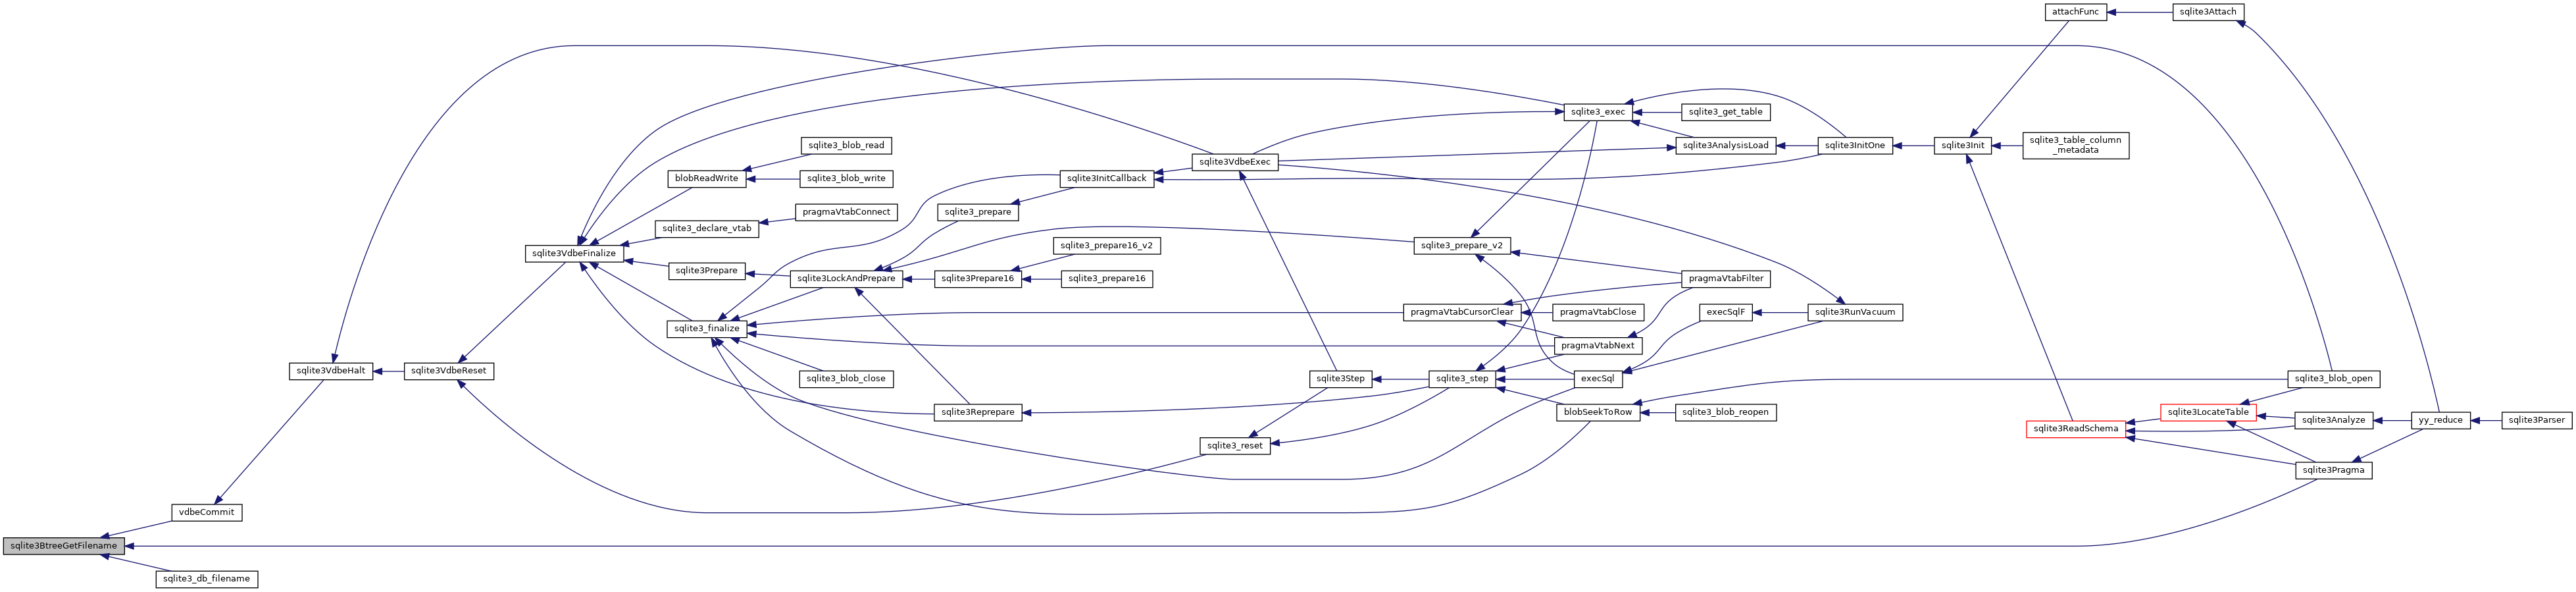 attachFunc
sqlite3Attach
sqlite3_exec
sqlite3_get_table
sqlite3_blob_read
sqlite3AnalysisLoad
sqlite3InitOne
sqlite3Init
sqlite3_table_column
_metadata
sqlite3VdbeExec
blobReadWrite
sqlite3_blob_write
sqlite3InitCallback
pragmaVtabConnect
sqlite3_prepare
sqlite3_declare_vtab
sqlite3_prepare16_v2
sqlite3_prepare_v2
sqlite3VdbeFinalize
sqlite3Prepare
sqlite3LockAndPrepare
sqlite3Prepare16
sqlite3_prepare16
pragmaVtabFilter
pragmaVtabCursorClear
pragmaVtabClose
execSqlF
sqlite3RunVacuum
sqlite3_finalize
pragmaVtabNext
sqlite3VdbeHalt
sqlite3VdbeReset
sqlite3_blob_close
sqlite3Step
sqlite3_step
execSql
sqlite3_blob_open
sqlite3Reprepare
blobSeekToRow
sqlite3_blob_reopen
sqlite3LocateTable
sqlite3Analyze
yy_reduce
sqlite3Parser
sqlite3ReadSchema
sqlite3_reset
sqlite3Pragma
vdbeCommit
sqlite3BtreeGetFilename
sqlite3_db_filename